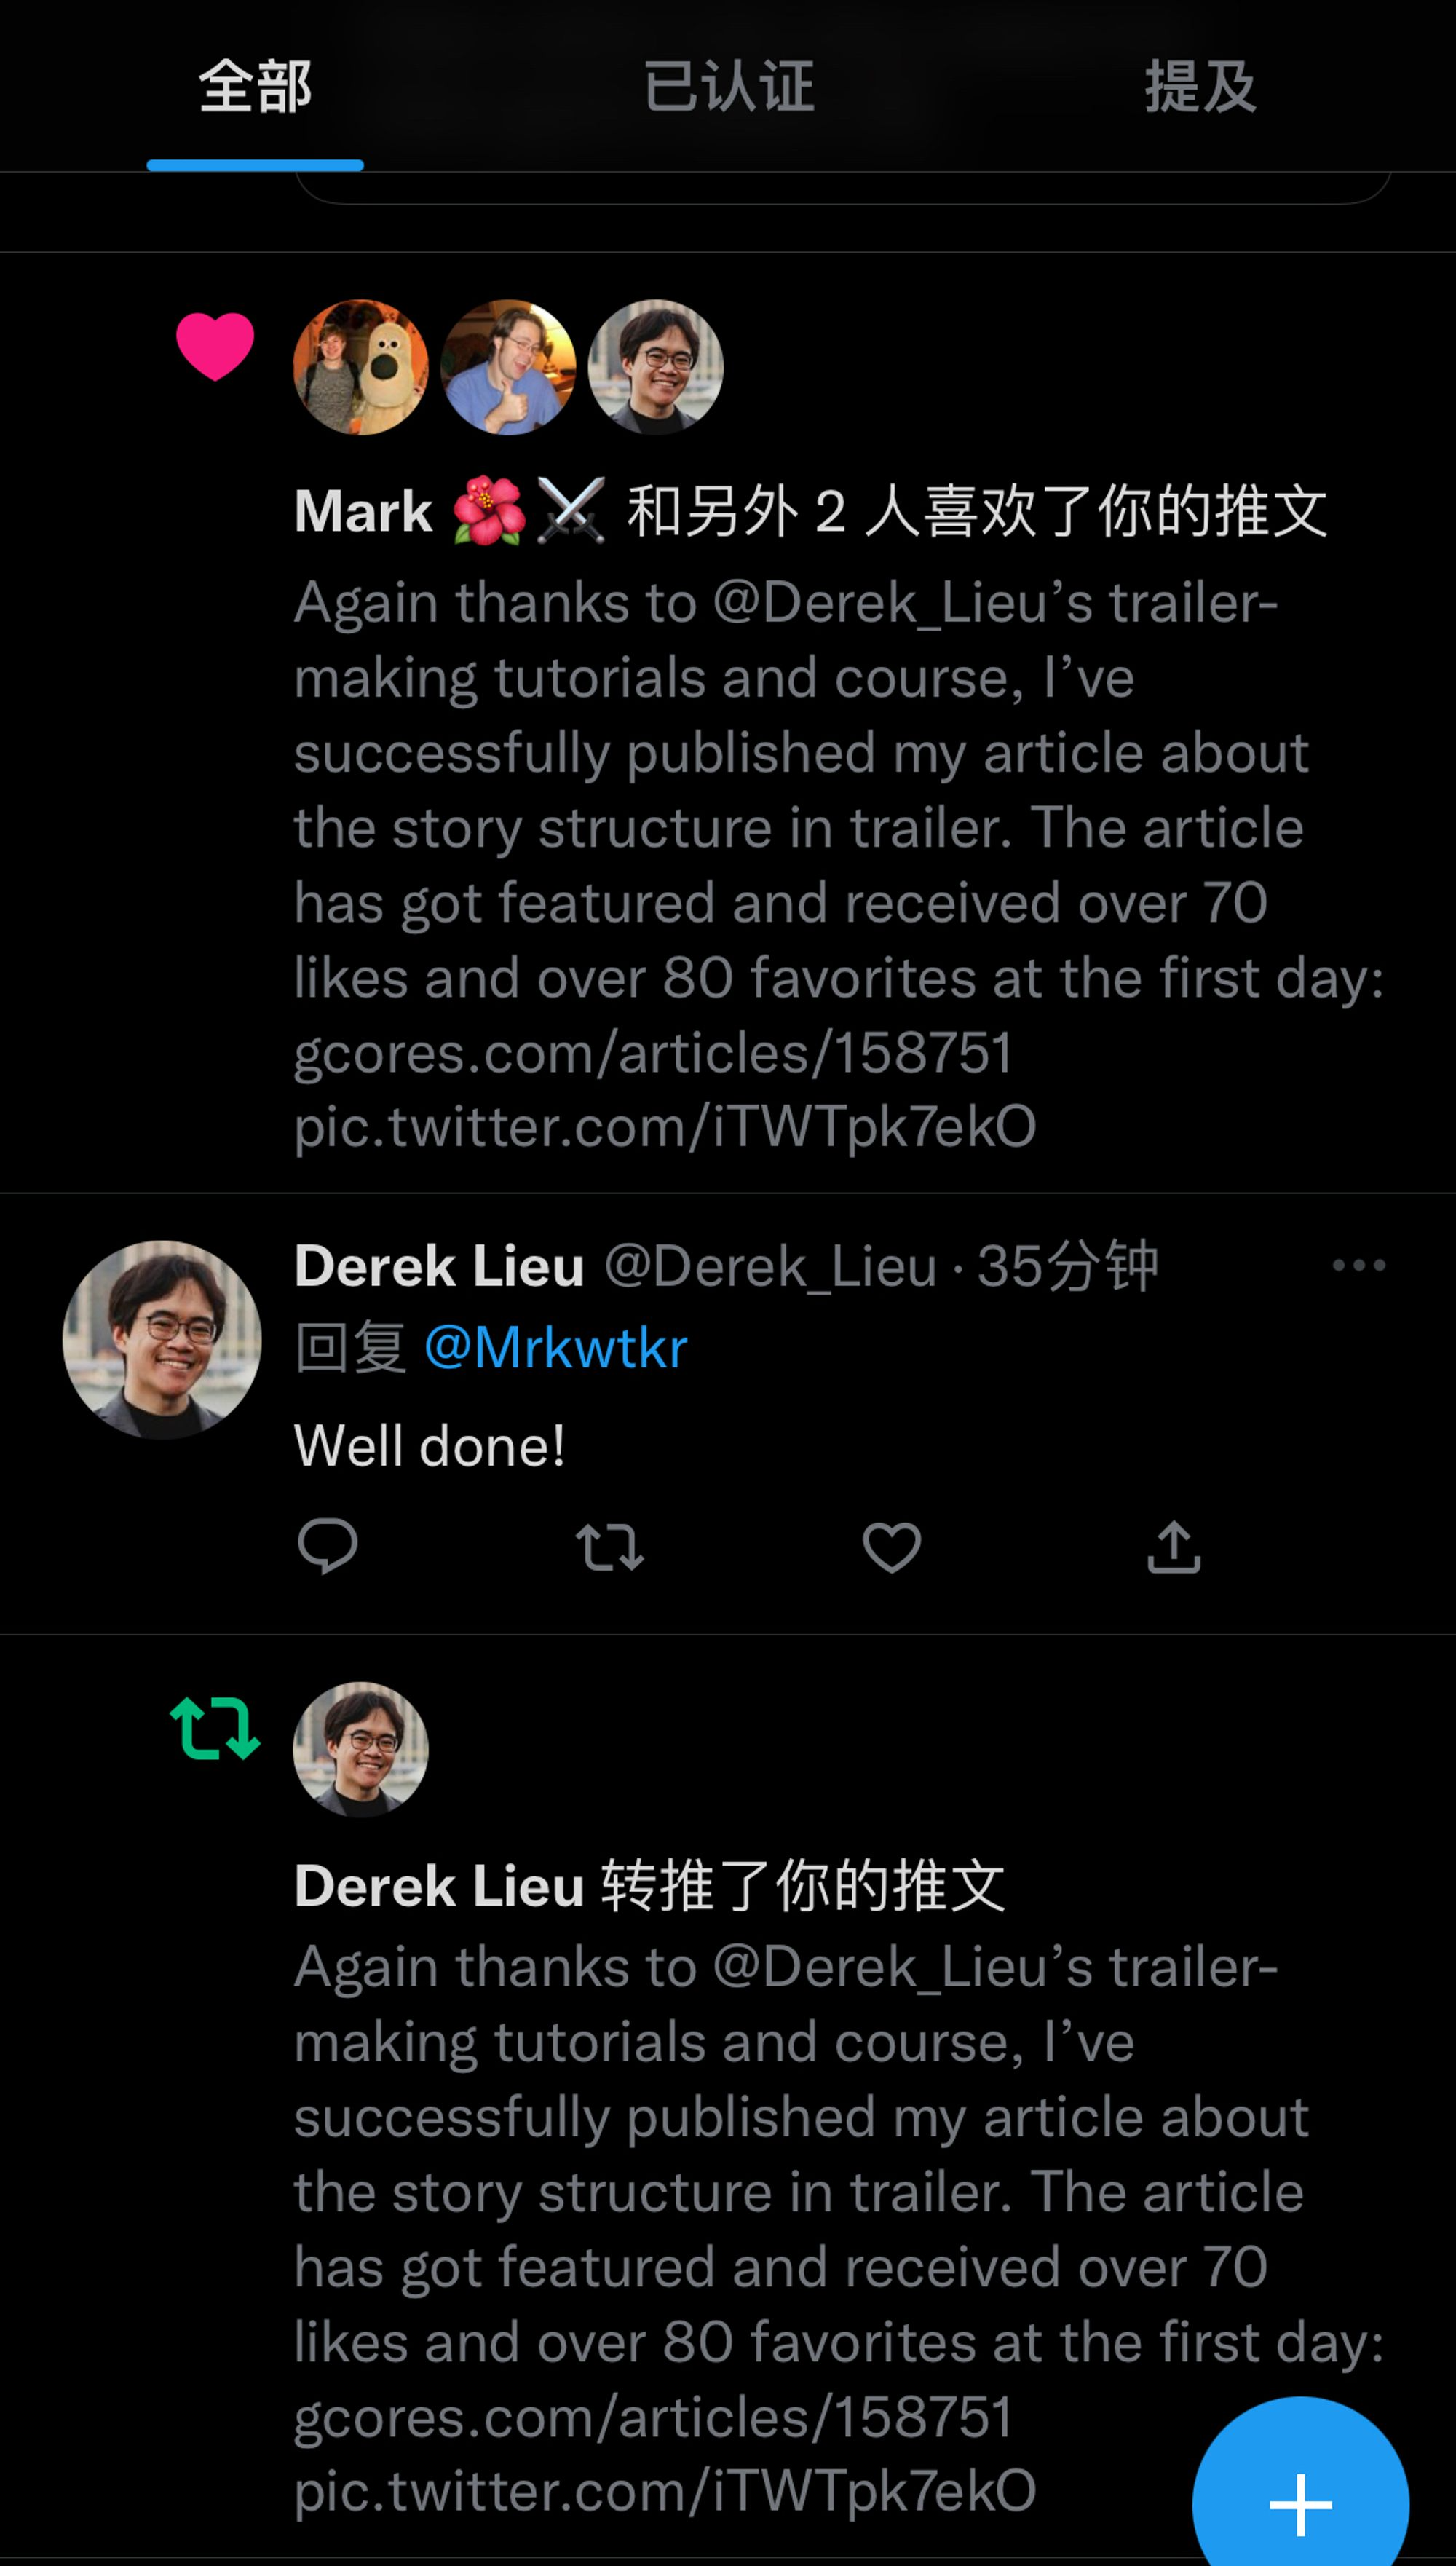 全部 已认证 提及
Mark 🌺⚔️ 和另外 2 人喜欢了你的推文
Again thanks to @Derek_Lieu’s trailer-
making tutorials and course, I’ve
successfully published my article about
the story structure in trailer. The article
has got featured and received over 70
likes and over 80 favorites at the first day:
gcores.com/articles/158751
pic.twitter.com/iTWTpk7ekO
Derek Lieu @Derek_Lieu · 35分钟
回复 @Mrkwtkr
Well done!
Derek Lieu 转推了你的推文
Again thanks to @Derek_Lieu’s trailer-
making tutorials and course, I’ve
successfully published my article about
the story structure in trailer. The article
has got featured and received over 70
likes and over 80 favorites at the first day:
gcores.com/articles/158751
pic.twitter.com/iTWTpk7ekO